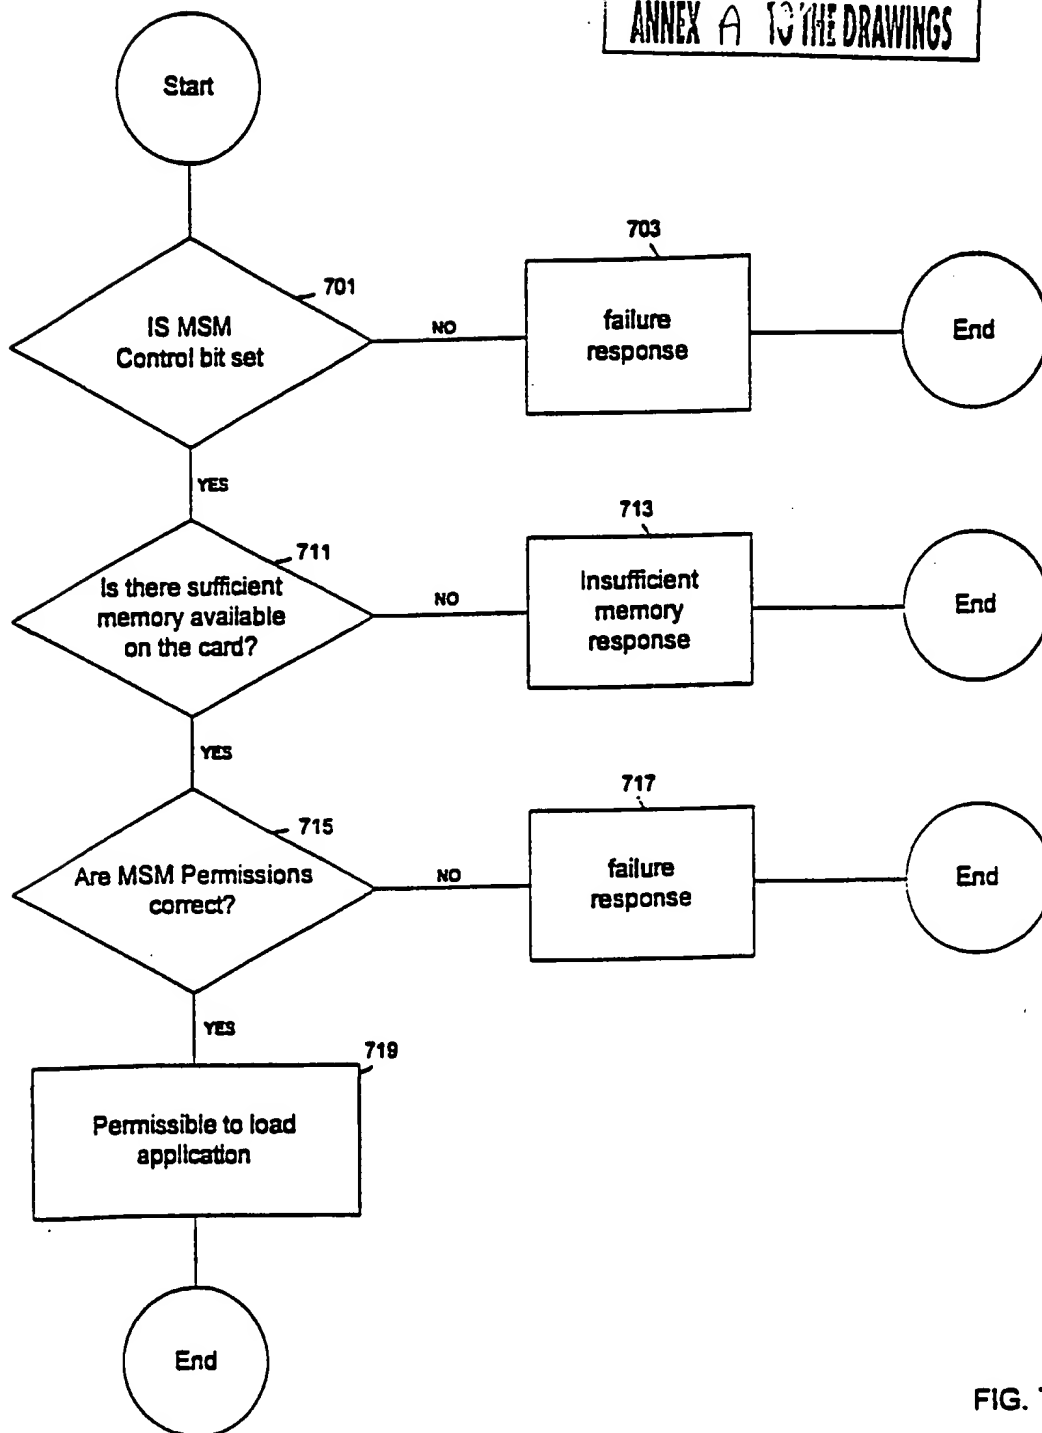 ANNEX A TO THE DRAWINGS
Start
701
IS MSM
Control bit set
NO
703
failure
response
End
YES
711
Is there sufficient
memory available
on the card?
NO
713
Insufficient
memory
response
End
YES
715
Are MSM Permissions
correct?
NO
717
failure
response
End
YES
719
Permissible to load
application
End
FIG.